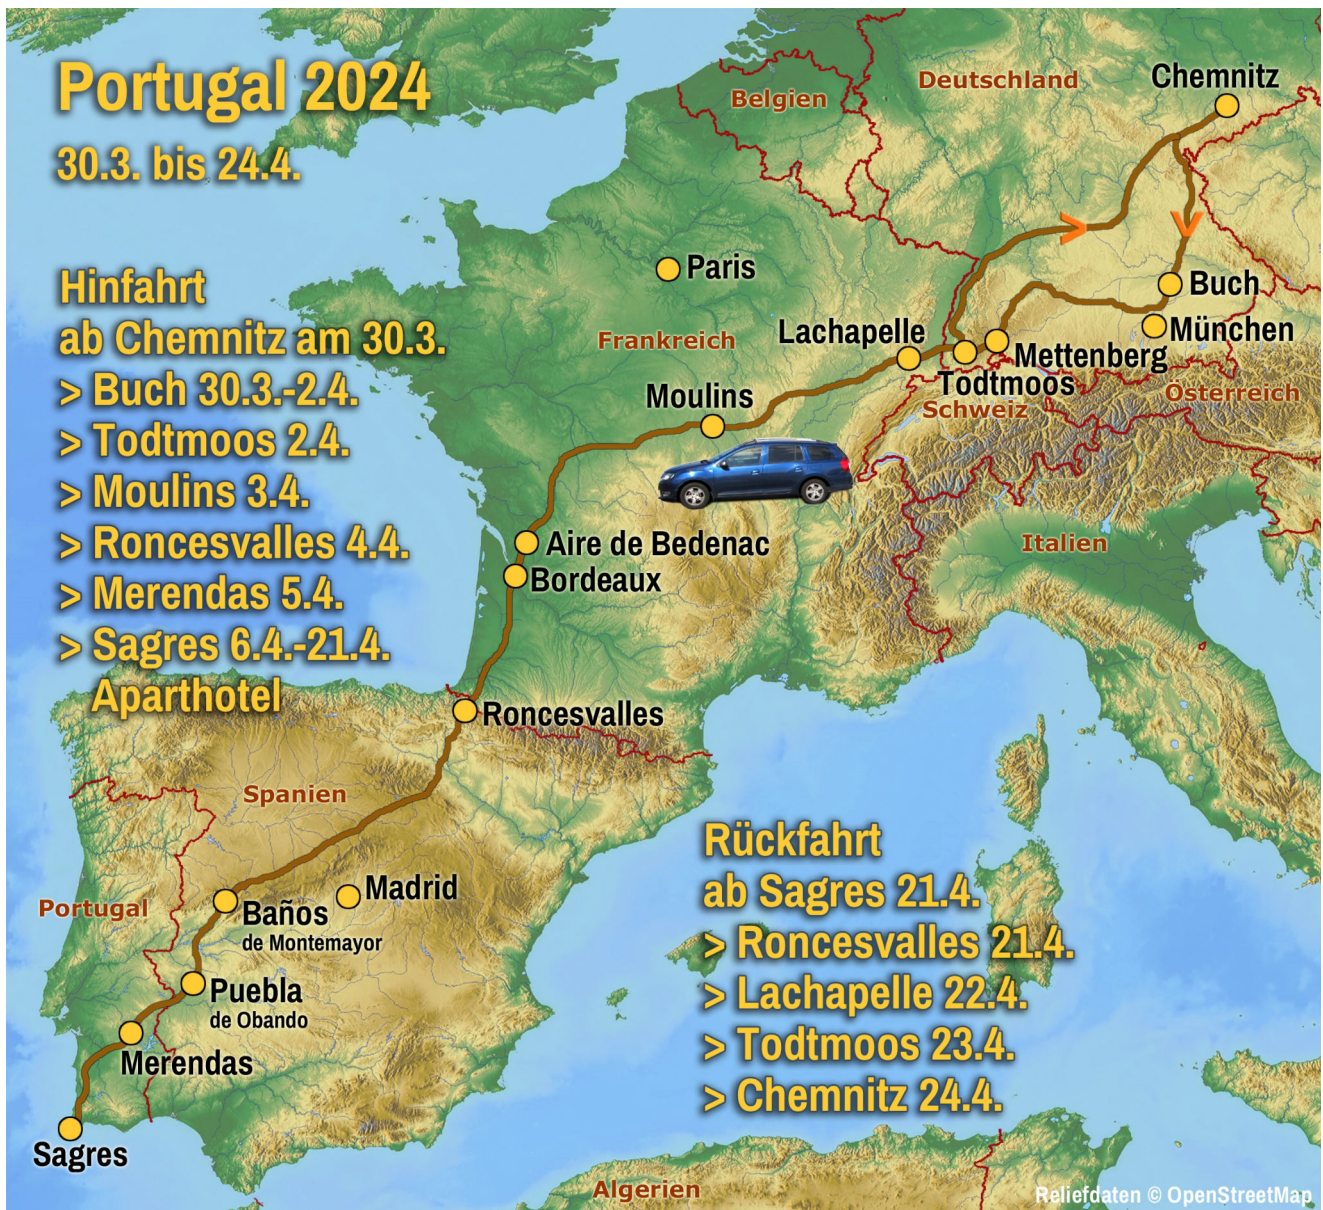 Portugal 2024
30.3. bis 24.4.
Hinfahrt
ab Chemnitz am 30.3.
> Buch 30.3.-2.4.
> Todtmoos 2.4.
> Moulins 3.4.
> Roncesvalles 4.4.
> Merendas 5.4.
> Sagres 6.4.-21.4.
Aparthotel
Belgien
Deutschland
Chemnitz
>
>
Paris
Buch
Frankreich
Lachapelle
München
Mettenberg
Todtmoos
Moulins
Schweiz
Österreich
Aire de Bedenac
Bordeaux
Italien
Roncesvalles
Spanien
Madrid
Portugal
Baños
de Montemayor
Puebla
de Obando
Merendas
Sagres
Rückfahrt
ab Sagres 21.4.
> Roncesvalles 21.4.
> Lachapelle 22.4.
> Todtmoos 23.4.
> Chemnitz 24.4.
Algerien
Reliefdaten © OpenStreetMap